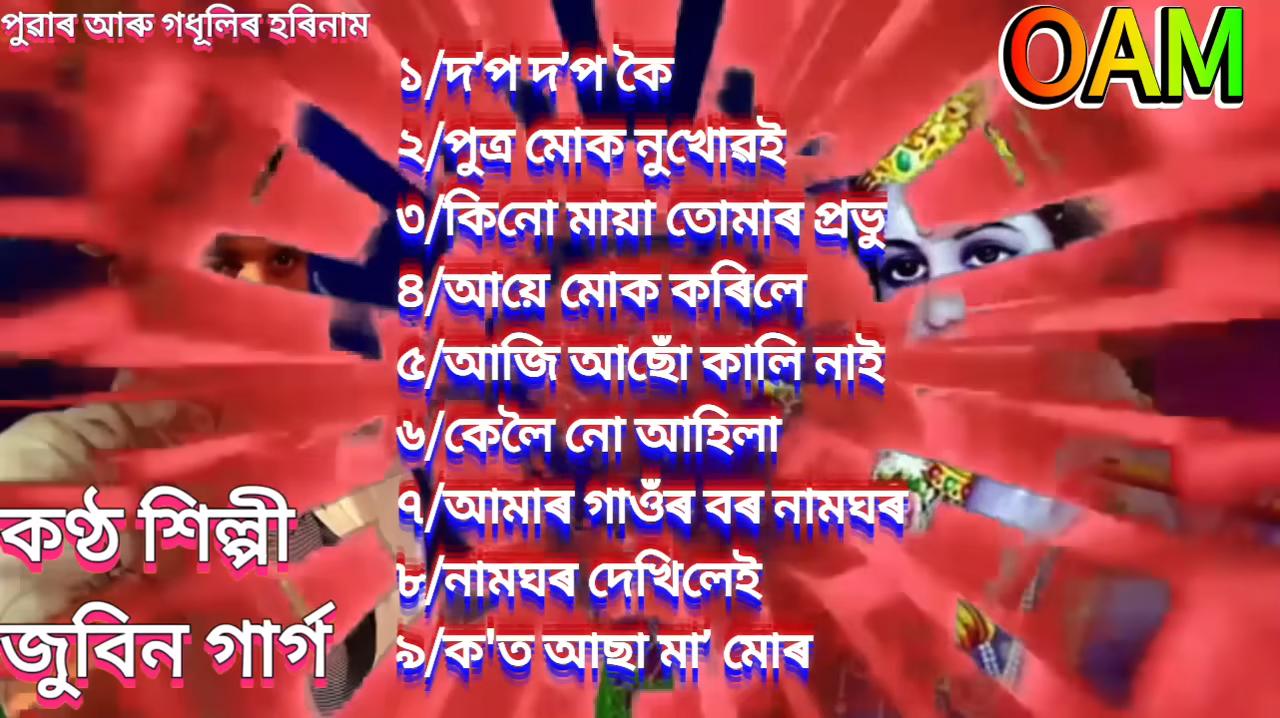 পুৱাৰ আৰু গধূলিৰ হৰিনাম
OAM
১/দ'প দ'প কৈ
২/পুত্ৰ মোক নুখোৱই
৩/কিনো মায়া তোমাৰ প্ৰভু
৪/আয়ে মোক কৰিলে
৫/আজি আছোঁ কালি নাই
৬/কেলৈ নো আহিলা
৭/আমাৰ গাওঁৰ বৰ নামঘৰ
৮/নামঘৰ দেখিলেই
৯/ক'ত আছা মা' মোৰ
কণ্ঠ শিল্পী
জুবিন গাৰ্গ